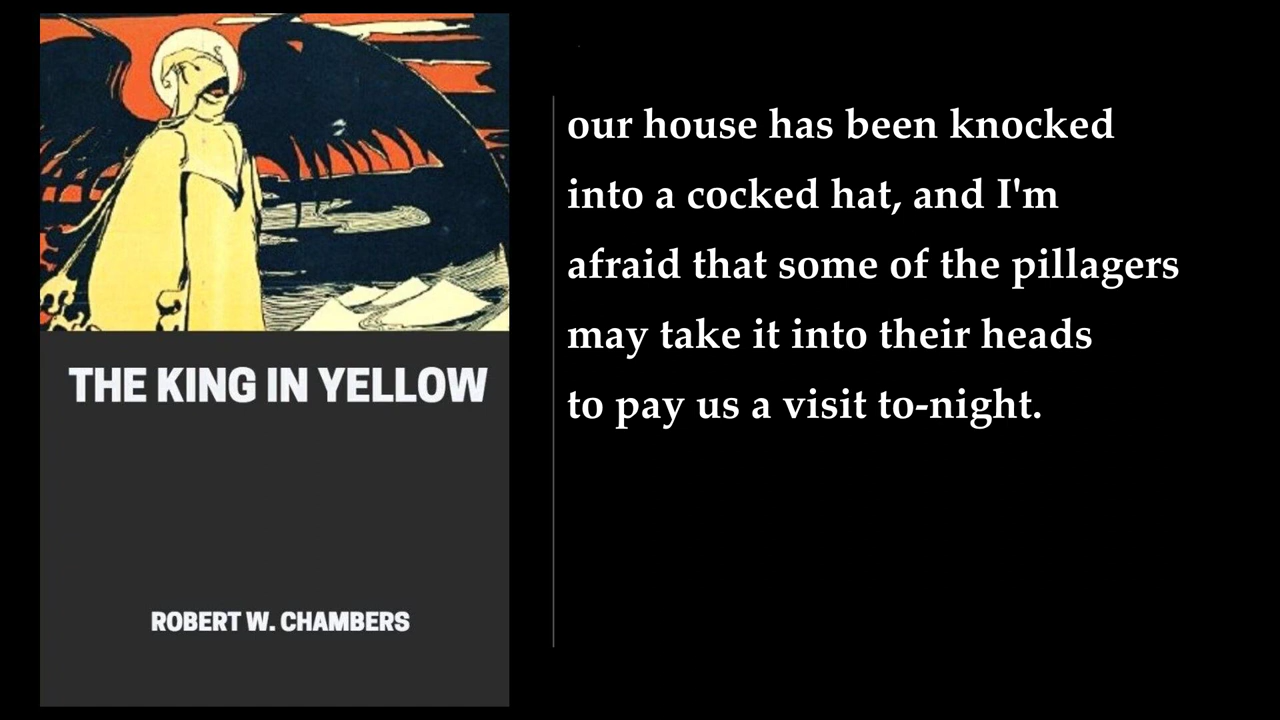 THE KING IN YELLOW
ROBERT W. CHAMBERS
our house has been knocked
into a cocked hat, and I'm
afraid that some of the pillagers
may take it into their heads
to pay us a visit to-night.